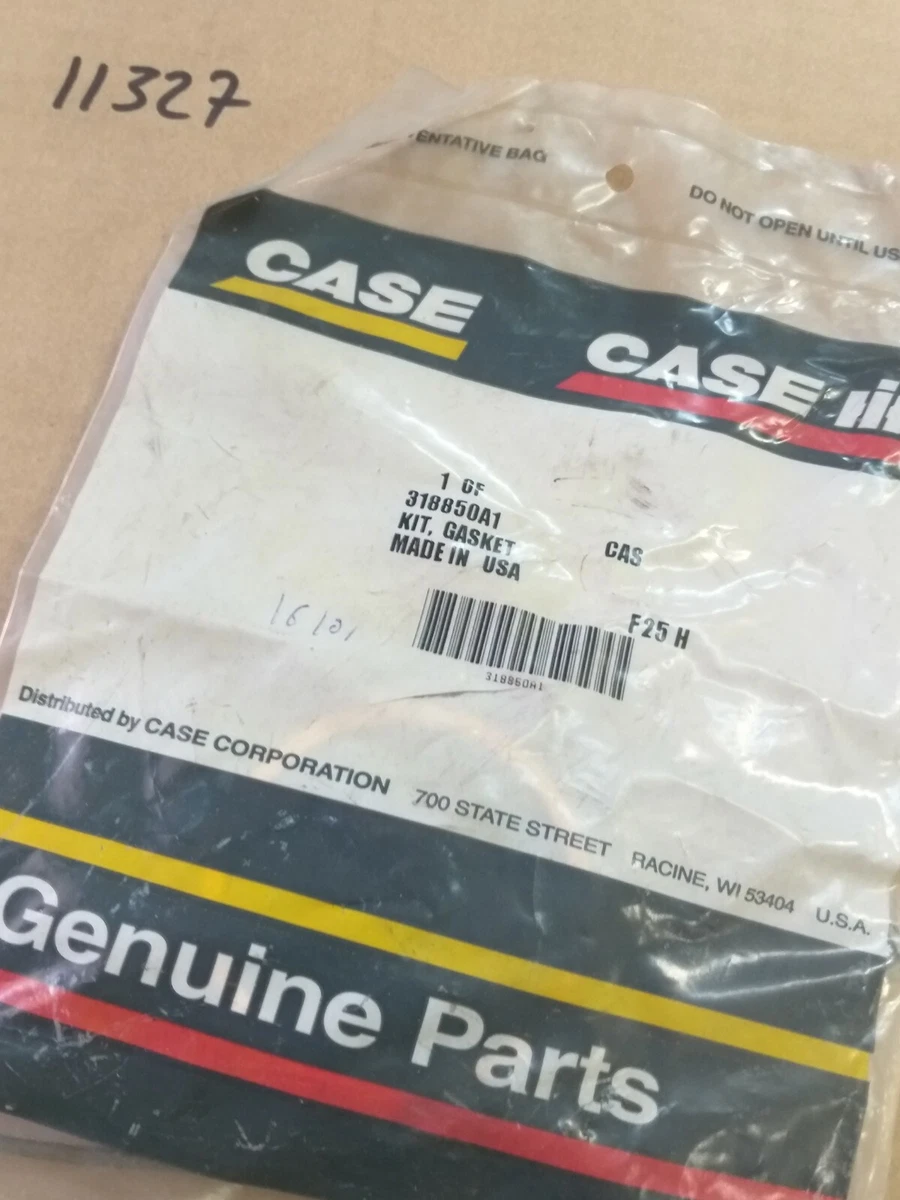 11327
ENTATIVE BAG
DO NOT OPEN UNTIL US
CASE
CASE IH
1 OF
318850A1
KIT, GASKET
MADE IN USA
CAS
F25 H
318850A1
Distributed by CASE CORPORATION 700 STATE STREET RACINE, WI 53404 U.S.A.
Genuine Parts